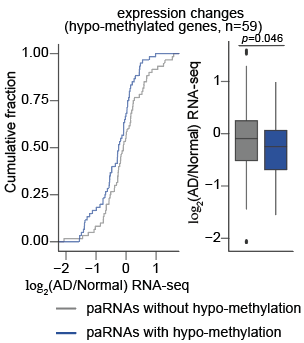 expression changes
(hypo-methylated genes, n=59)
p=0.046
Cumulative fraction
1.00
0.75
0.50
0.25
0.00
−2 −1 0 1
log2(AD/Normal) RNA-seq
log2(AD/Normal) RNA-seq
1
0
−1
−2
paRNAs without hypo-methylation
paRNAs with hypo-methylation